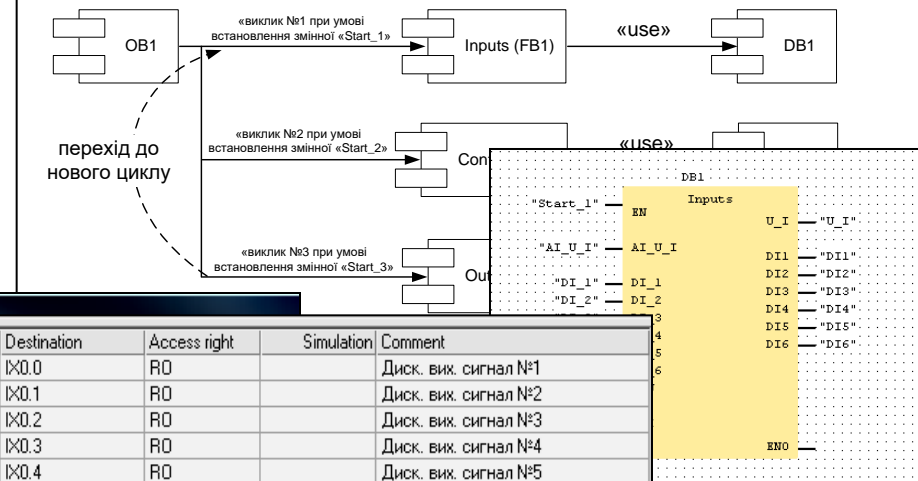 «виклик №1 при умові
встановлення змінної «Start_1»
OB1
Inputs (FB1)
«use»
DB1
«виклик №2 при умові
встановлення змінної «Start_2»
перехід до
нового циклу
«use»
«виклик №3 при умові
встановлення змінної «Start_3»
DB1
Inputs
"Start_1"
EN
U_I
"U_I"
"AI_U_I"
AI_U_I
DI1
"DI1"
"DI_1"
DI_1
DI2
"DI2"
"DI_2"
DI_2
DI3
"DI3"
3
DI4
"DI4"
4
DI5
"DI5"
5
DI6
"DI6"
6
ENO
Destination Access right Simulation Comment
IX0.0 RO Диск. вих. сигнал №1
IX0.1 RO Диск. вих. сигнал №2
IX0.2 RO Диск. вих. сигнал №3
IX0.3 RO Диск. вих. сигнал №4
IX0.4 RO Диск. вих. сигнал №5